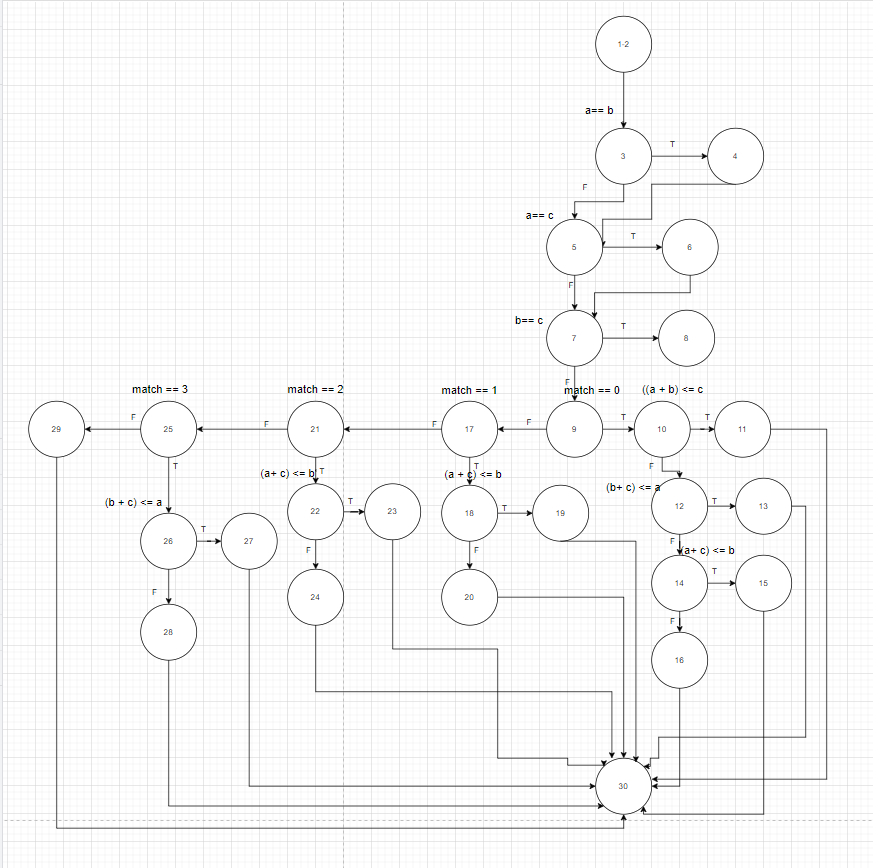 1-2
a== b
3
T
4
F
a== c
5
T
6
F
b== c
7
T
8
F
match == 3
match == 2
match == 1
match == 0
((a + b) <= c
29
F
25
F
21
F
17
F
9
T
10
T
11
T
(a+ c) <= b
T
(a + c) <= b
T
F
(b+ c) <= a
(b + c) <= a
22
T
23
18
T
19
12
T
13
26
T
27
F
F
F
(a+ c) <= b
14
T
15
F
24
20
F
28
16
30